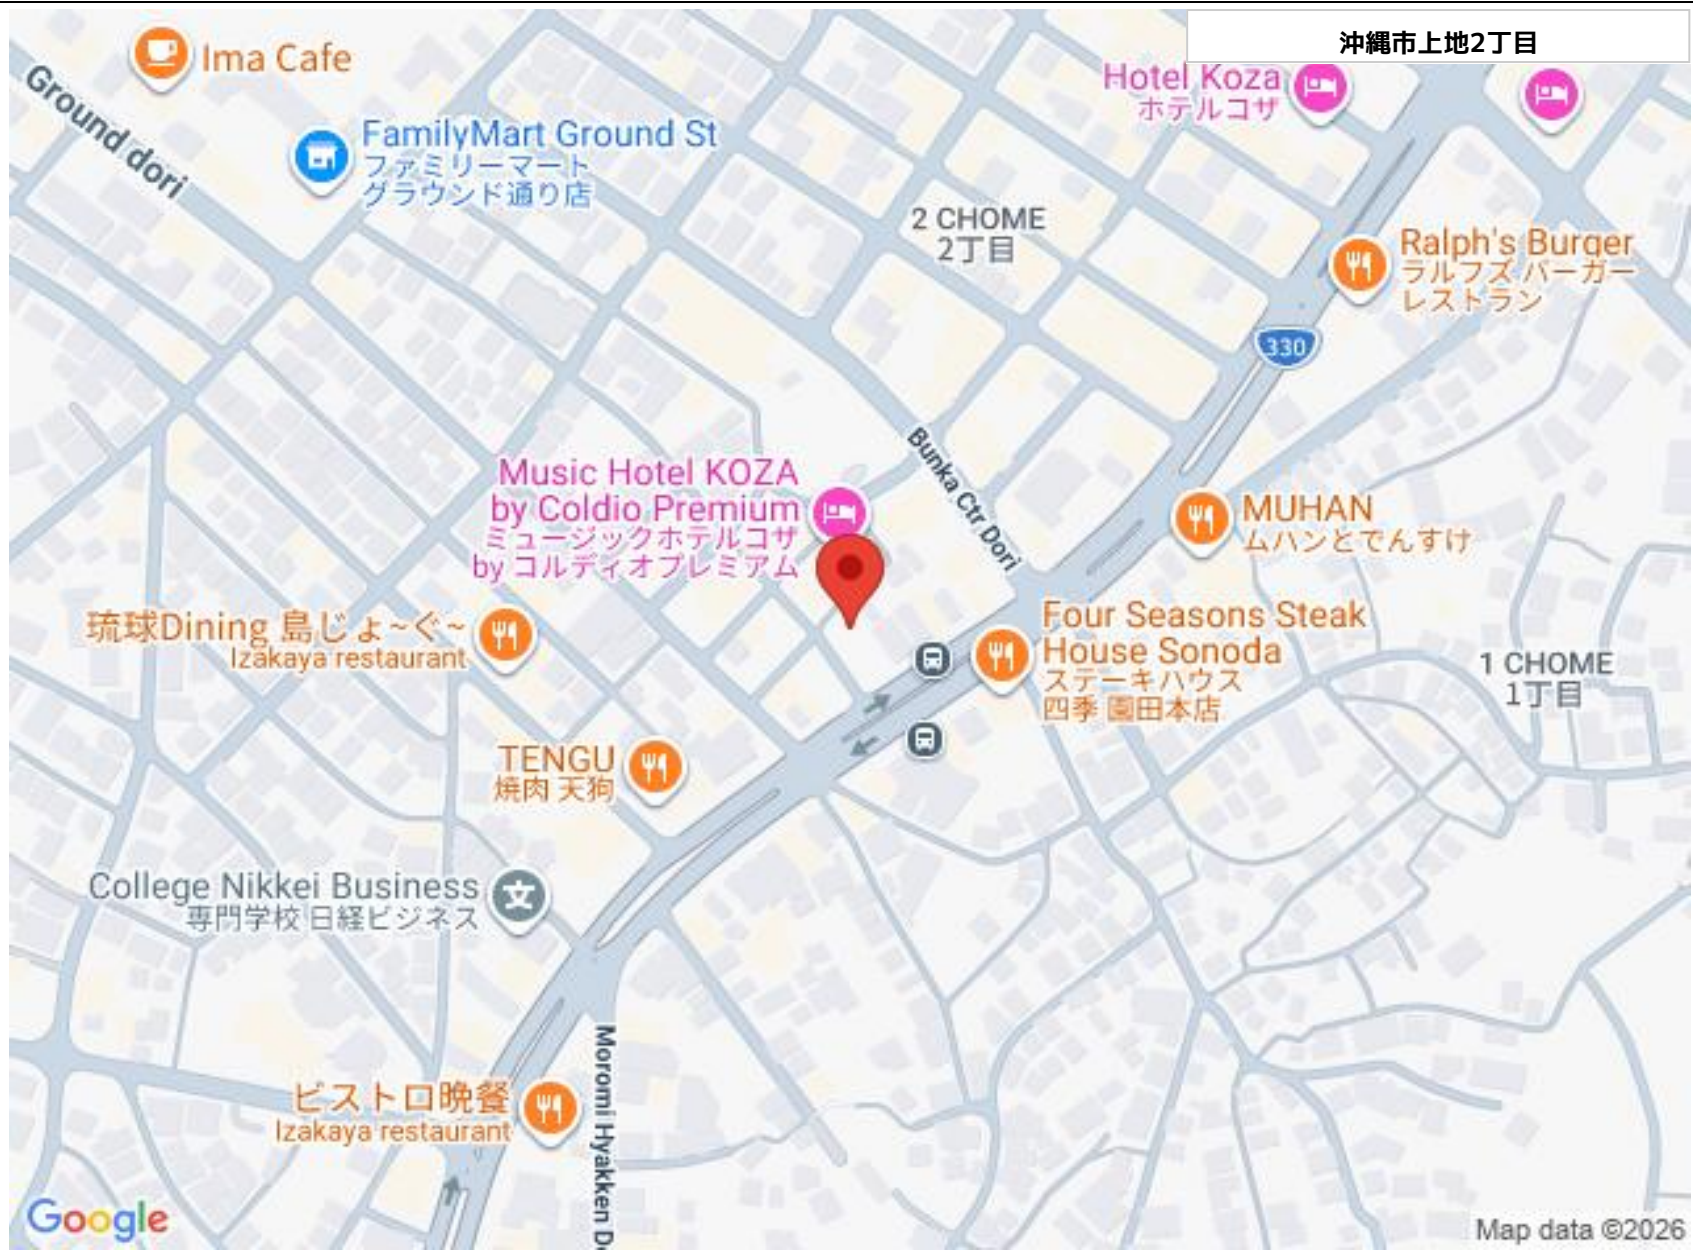 沖縄市上地2丁目
Ima Cafe
Ground dori
FamilyMart Ground St
ファミリーマート
グラウンド通り店
Hotel Koza
ホテルコザ
2 CHOME
2丁目
Ralph's Burger
ラルフズ バーガー
レストラン
330
Bunka Ctr Dori
Music Hotel KOZA
by Coldio Premium
ミュージックホテルコザ
by コルディオプレミアム
MUHAN
ムハンとでんすけ
琉球Dining 島じょ~ぐ~
Izakaya restaurant
Four Seasons Steak
House Sonoda
ステーキハウス
四季 園田本店
1 CHOME
1丁目
TENGU
焼肉 天狗
College Nikkei Business
専門学校 日経ビジネス
文
Moromi Hyakken D
ビストロ晩餐
Izakaya restaurant
Google
Map data ©2026